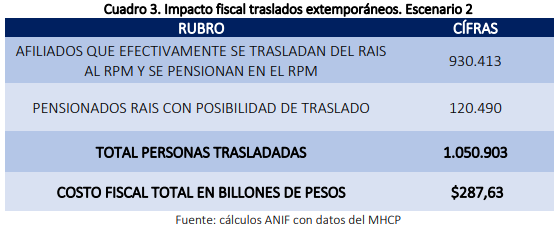 Cuadro 3. Impacto fiscal traslados extemporáneos. Escenario 2
RUBRO CÍFRAS
AFILIADOS QUE EFECTIVAMENTE SE TRASLADAN DEL RAIS
AL RPM Y SE PENSIONAN EN EL RPM 930.413
PENSIONADOS RAIS CON POSIBILIDAD DE TRASLADO 120.490
TOTAL PERSONAS TRASLADADAS 1.050.903
COSTO FISCAL TOTAL EN BILLONES DE PESOS $287,63
Fuente: cálculos ANIF con datos del MHCP